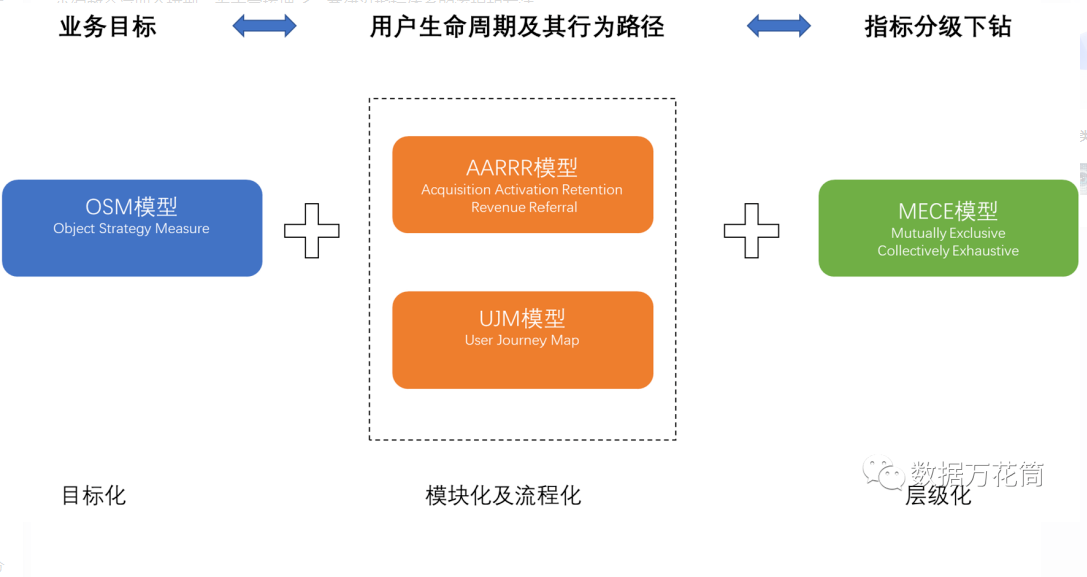 业务目标
用户生命周期及其行为路径
指标分级下钻
OSM模型
Object Strategy Measure
AARRR模型
Acquisition Activation Retention
Revenue Referral
UJM模型
User Journey Map
MECE模型
Mutually Exclusive
Collectively Exhaustive
数据万花筒
目标化
模块化及流程化
层级化